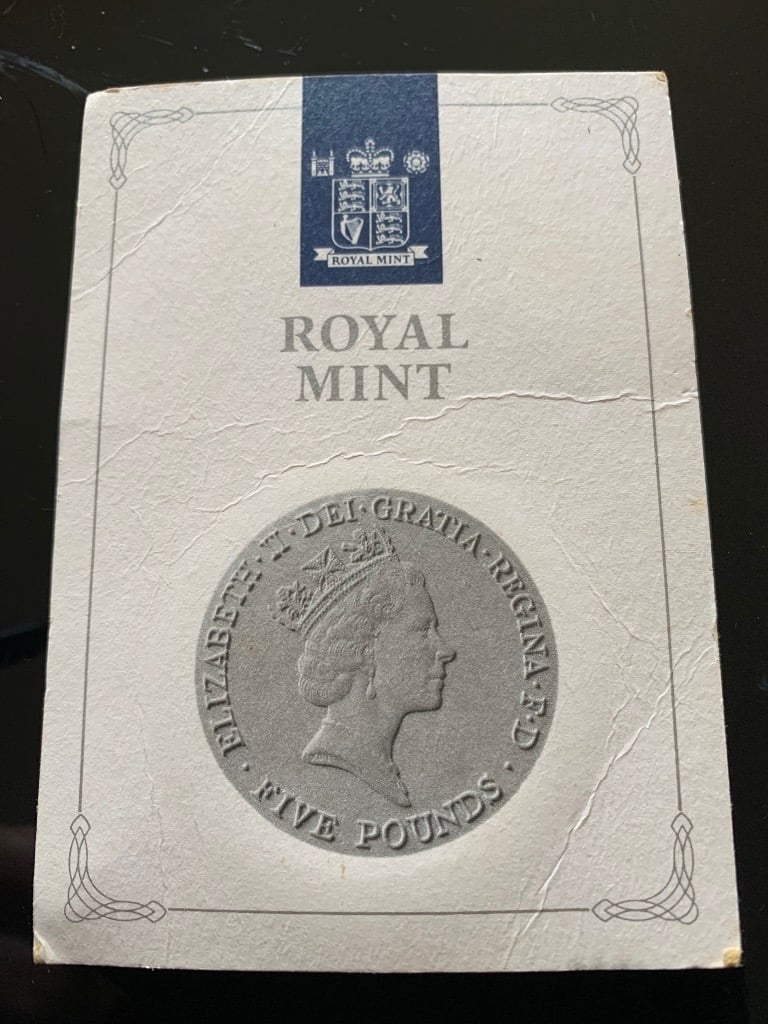 ROYAL MINT
ROYAL
MINT
ELIZABETH · II · DEI · GRATIA · REGINA · F · D ·
FIVE POUNDS ·